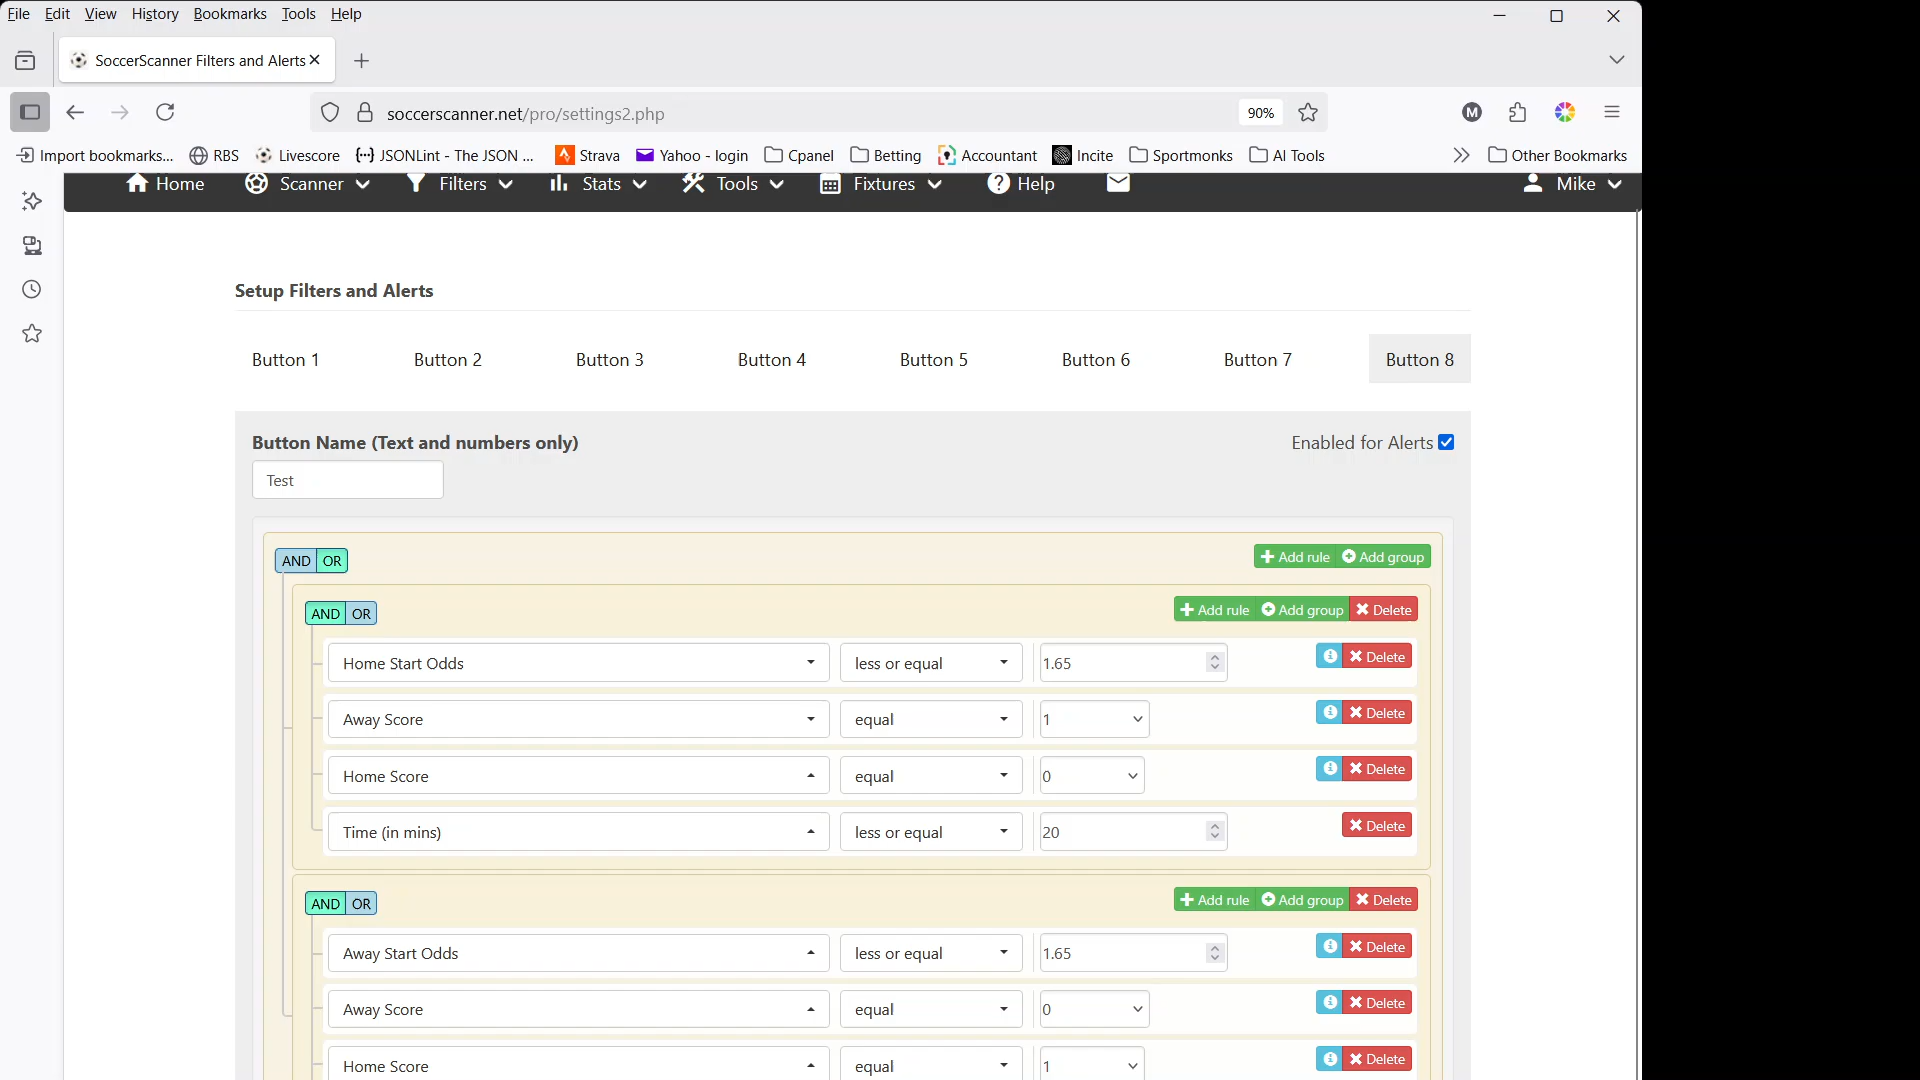 File Edit View History Bookmarks Tools Help
SoccerScanner Filters and Alerts
soccerscanner.net/pro/settings2.php 90% M
Import bookmarks... RBS Livescore JSONLint - The JSON ... Strava Yahoo - login Cpanel Betting Accountant Incite Sportmonks AI Tools Other Bookmarks
Home Scanner Filters Stats Tools Fixtures Help Mike
Setup Filters and Alerts
Button 1 Button 2 Button 3 Button 4 Button 5 Button 6 Button 7 Button 8
Button Name (Text and numbers only) Enabled for Alerts
Test
AND OR Add rule Add group
AND OR Add rule Add group Delete
Home Start Odds less or equal 1.65 Delete
Away Score equal 1 Delete
Home Score equal 0 Delete
Time (in mins) less or equal 20 Delete
AND OR Add rule Add group Delete
Away Start Odds less or equal 1.65 Delete
Away Score equal 0 Delete
Home Score equal 1 Delete